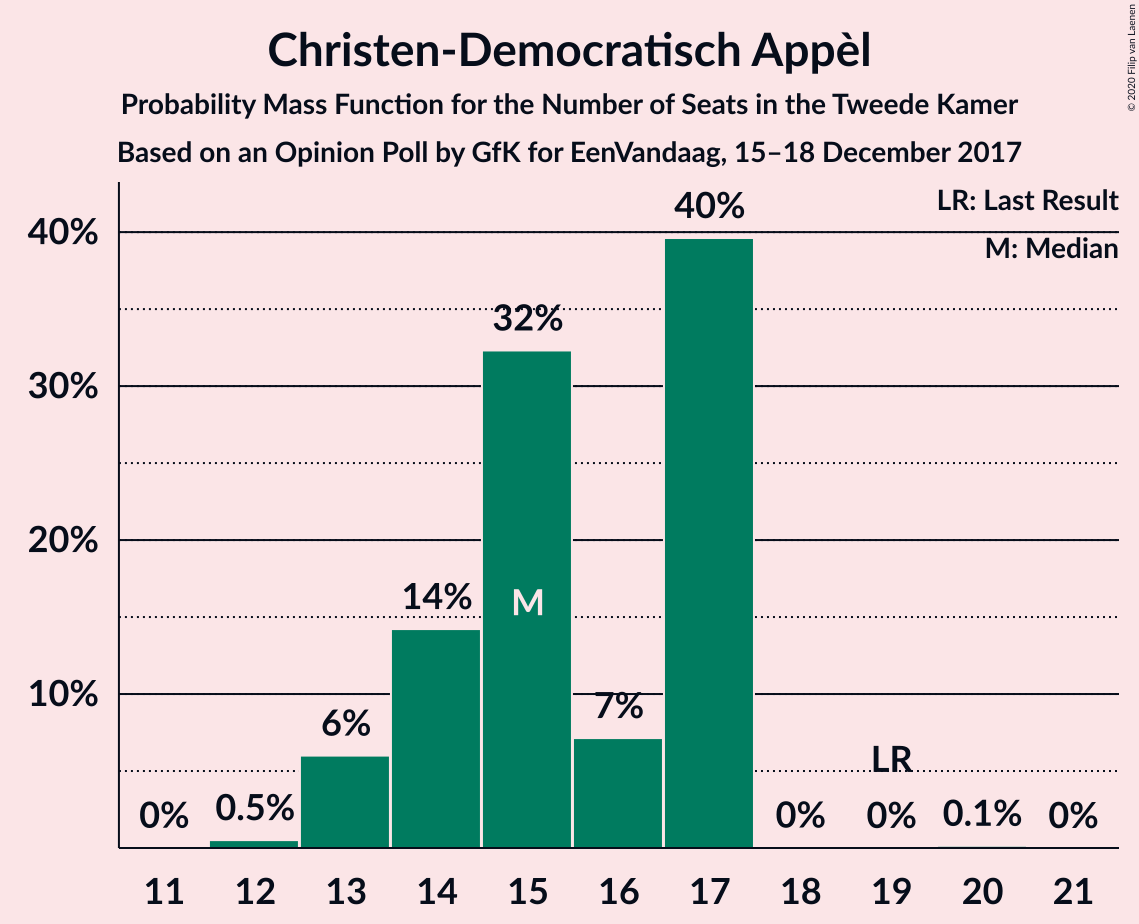 Christen-Democratisch Appèl
Probability Mass Function for the Number of Seats in the Tweede Kamer
Based on an Opinion Poll by GfK for EenVandaag, 15–18 December 2017
© 2020 Filip van Laenen
LR: Last Result
M: Median
40%
30%
20%
10%
0%
0.5%
6%
14%
32%
M
7%
40%
0%
LR
0%
0.1%
0%
11 12 13 14 15 16 17 18 19 20 21